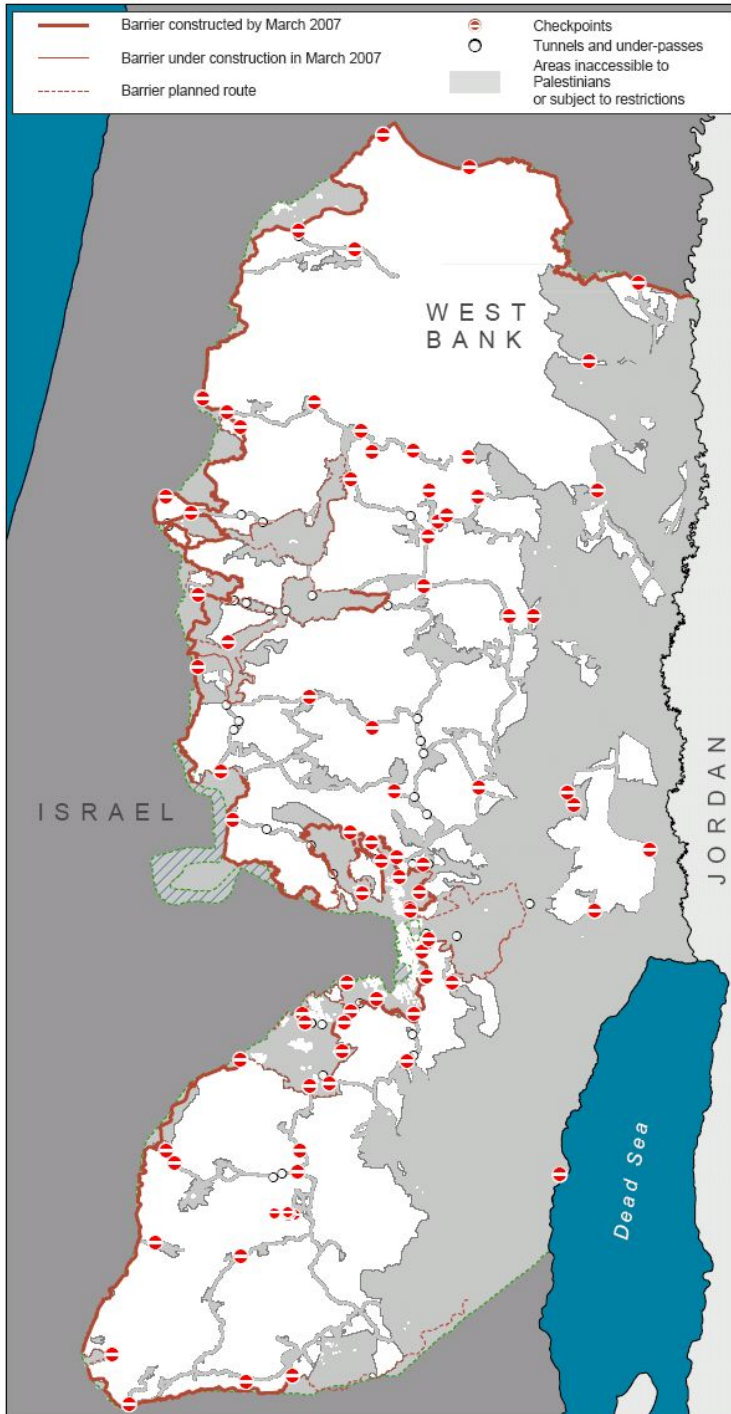 Barrier constructed by March 2007
Barrier under construction in March 2007
Barrier planned route
Checkpoints
Tunnels and under-passes
Areas inaccessible to
Palestinians
or subject to restrictions
WEST
BANK
ISRAEL
JORDAN
Dead Sea